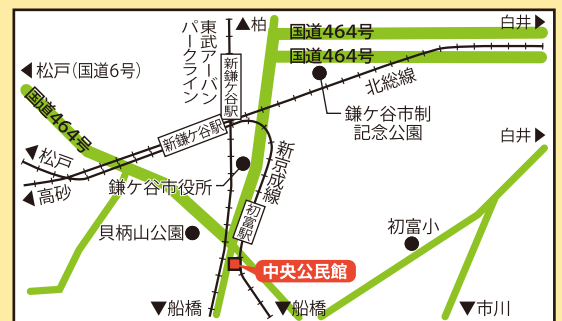 ▲柏
東武アーバン
パークライン
国道464号
白井▶
国道464号
◀松戸(国道6号)
新鎌ケ谷駅
北総線
国道464号
鎌ケ谷市制
記念公園
新鎌ケ谷駅
白井▶
◀松戸
新京成線
◀高砂
鎌ケ谷市役所
初富駅
貝柄山公園
初富小
中央公民館
▼船橋
▼船橋
▼市川